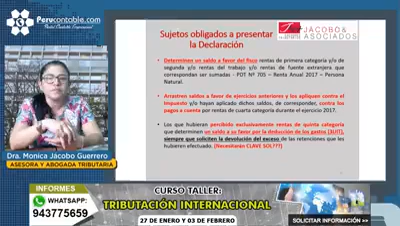 Perucontable.com
Portal Contable Empresarial
Sujetos obligados a presentar
la Declaración
JÁCOBO &
ASOCIADOS
• Determinen un saldo a favor del fisco rentas de primera categoría y/o de
segunda y/o rentas del trabajo y/o rentas de fuente extranjera que
correspondan ser sumadas - PDT Nº 705 – Renta Anual 2017 – Persona
Natural.
• Arrastren saldos a favor de ejercicios anteriores y los apliquen contra el
Impuesto y/o hayan aplicado dichos saldos, de corresponder, contra los
pagos a cuenta por rentas de cuarta categoría durante el ejercicio 2017.
• Los que hubieran percibido exclusivamente rentas de quinta categoría
que determinen un saldo a su favor por la deducción de los gastos (3UIT),
siempre que soliciten la devolución del exceso de las retenciones que les
hubieren efectuado. (Necesitarán CLAVE SOL???)
Dra. Monica Jácobo Guerrero
ASESORA Y ABOGADA TRIBUTARIA
INFORMES
WHATSAPP:
943775659
CURSO TALLER:
TRIBUTACIÓN INTERNACIONAL
27 DE ENERO Y 03 DE FEBRERO
SOLICITAR INFORMACIÓN >>